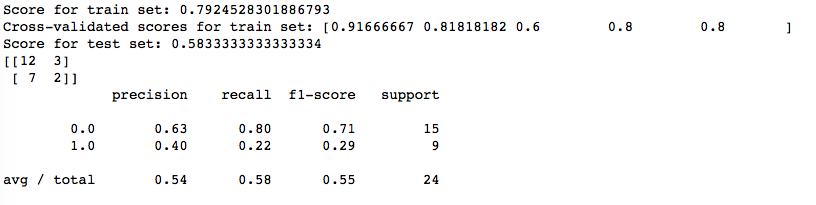 Score for train set: 0.7924528301886793
Cross-validated scores for train set: [0.91666667 0.81818182 0.6        0.8        0.8       ]
Score for test set: 0.5833333333333334
[[12  3]
 [ 7  2]]
             precision    recall  f1-score   support

        0.0       0.63      0.80      0.71        15
        1.0       0.40      0.22      0.29         9

avg / total       0.54      0.58      0.55        24